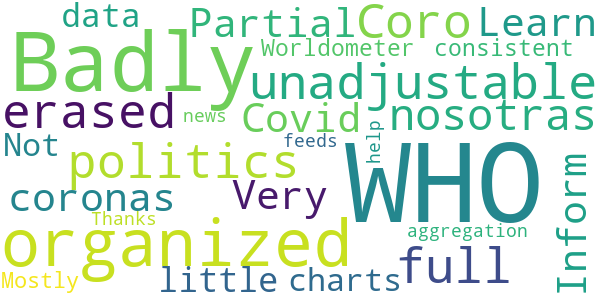 data Partial Coro Learn
Badly Worldometer consistent
unadjustable
erased news Covid nosotras
Not feeds help
politics WHO
coronas Very Inform
Thanks
organized aggregation
Mostly little charts full